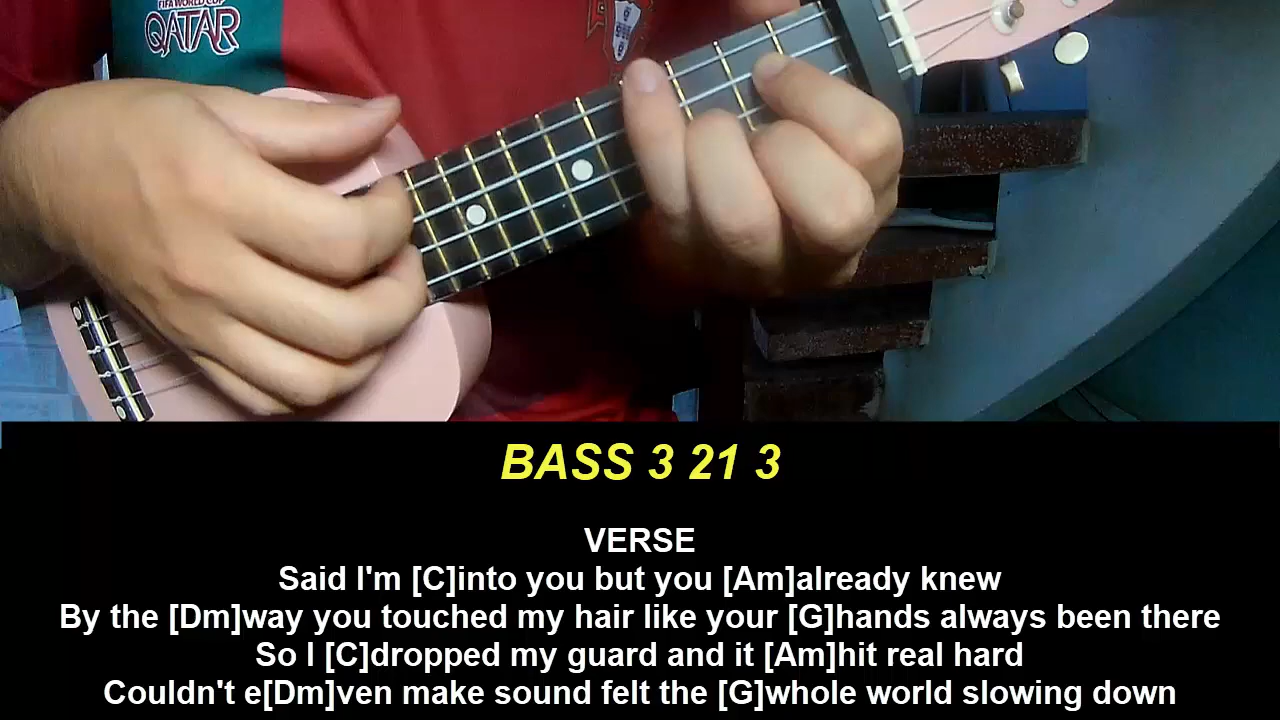 FIFA WORLD CUP
QATAR
BASS 3 21 3
VERSE
Said I'm [C]into you but you [Am]already knew
By the [Dm]way you touched my hair like your [G]hands always been there
So I [C]dropped my guard and it [Am]hit real hard
Couldn't e[Dm]ven make sound felt the [G]whole world slowing down